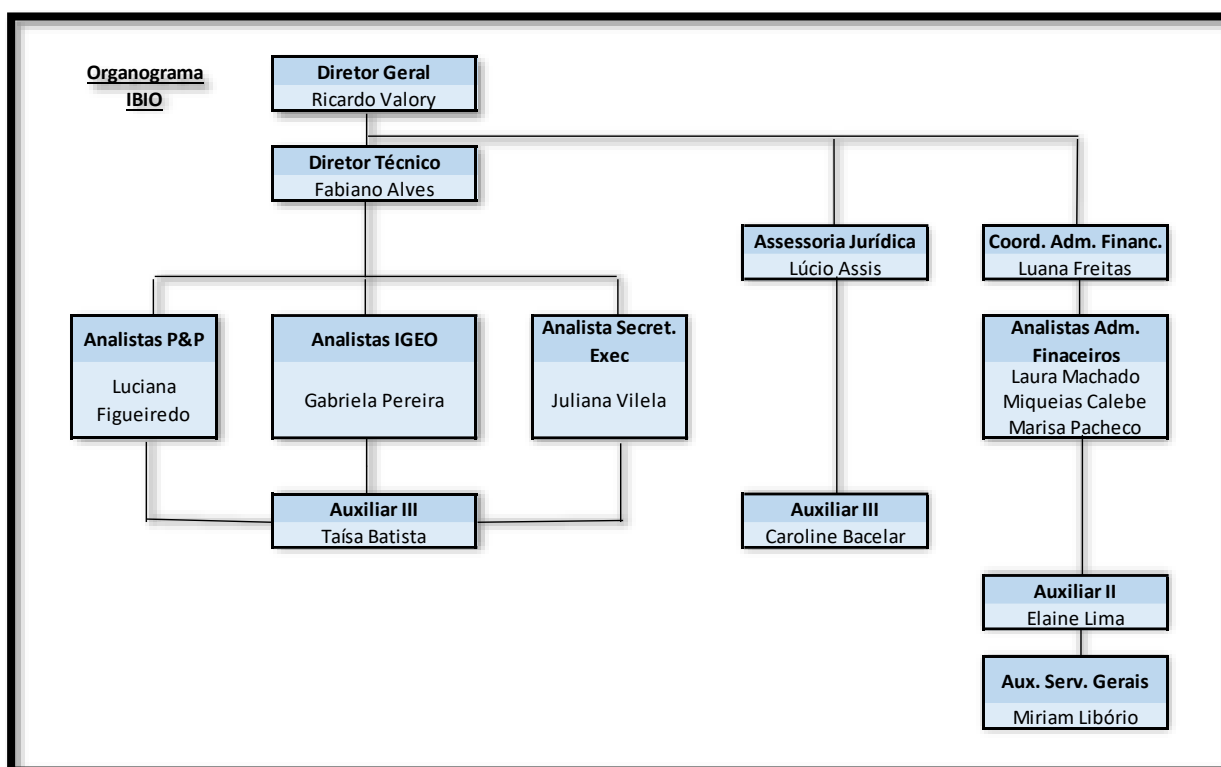 Organograma
IBIO
Diretor Geral
Ricardo Valory
Diretor Técnico
Fabiano Alves
Assessoria Jurídica
Lúcio Assis
Coord. Adm. Financ.
Luana Freitas
Analistas P&P
Luciana
Figueiredo
Analistas IGEO
Gabriela Pereira
Analista Secret.
Exec
Juliana Vilela
Analistas Adm.
Finaceiros
Laura Machado
Miqueias Calebe
Marisa Pacheco
Auxiliar III
Taísa Batista
Auxiliar III
Caroline Bacelar
Auxiliar II
Elaine Lima
Aux. Serv. Gerais
Miriam Libório